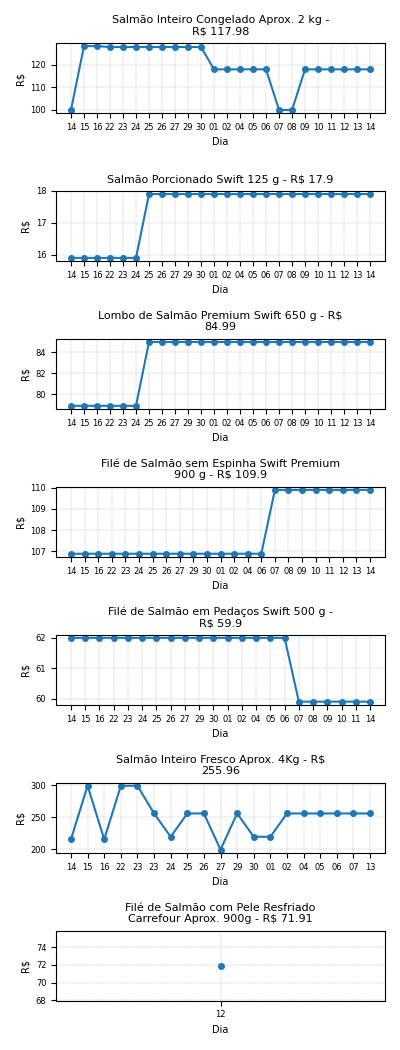 Salmão Inteiro Congelado Aprox. 2 kg -
R$ 117.98
120
110
100
R$
14 15 16 22 23 24 25 26 27 29 30 01 02 04 05 06 07 08 09 10 11 12 13 14
Dia
Salmão Porcionado Swift 125 g - R$ 17.9
18
17
16
R$
14 15 16 22 23 24 25 26 27 29 30 01 02 04 05 06 07 08 09 10 11 12 13 14
Dia
Lombo de Salmão Premium Swift 650 g - R$
84.99
84
82
80
R$
14 15 16 22 23 24 25 26 27 29 30 01 02 04 05 06 07 08 09 10 11 12 13 14
Dia
Filé de Salmão sem Espinha Swift Premium
900 g - R$ 109.9
110
109
108
107
R$
14 15 16 22 23 24 25 26 27 29 30 01 02 04 06 07 08 09 10 11 12 13 14
Dia
Filé de Salmão em Pedaços Swift 500 g -
R$ 59.9
62
61
60
R$
14 15 16 22 23 24 25 26 27 29 30 01 02 04 05 06 07 08 09 10 11 14
Dia
Salmão Inteiro Fresco Aprox. 4Kg - R$
255.96
300
250
200
R$
14 15 16 22 23 23 24 25 26 27 29 30 01 02 04 05 06 07 13
Dia
Filé de Salmão com Pele Resfriado
Carrefour Aprox. 900g - R$ 71.91
74
72
70
68
R$
12
Dia